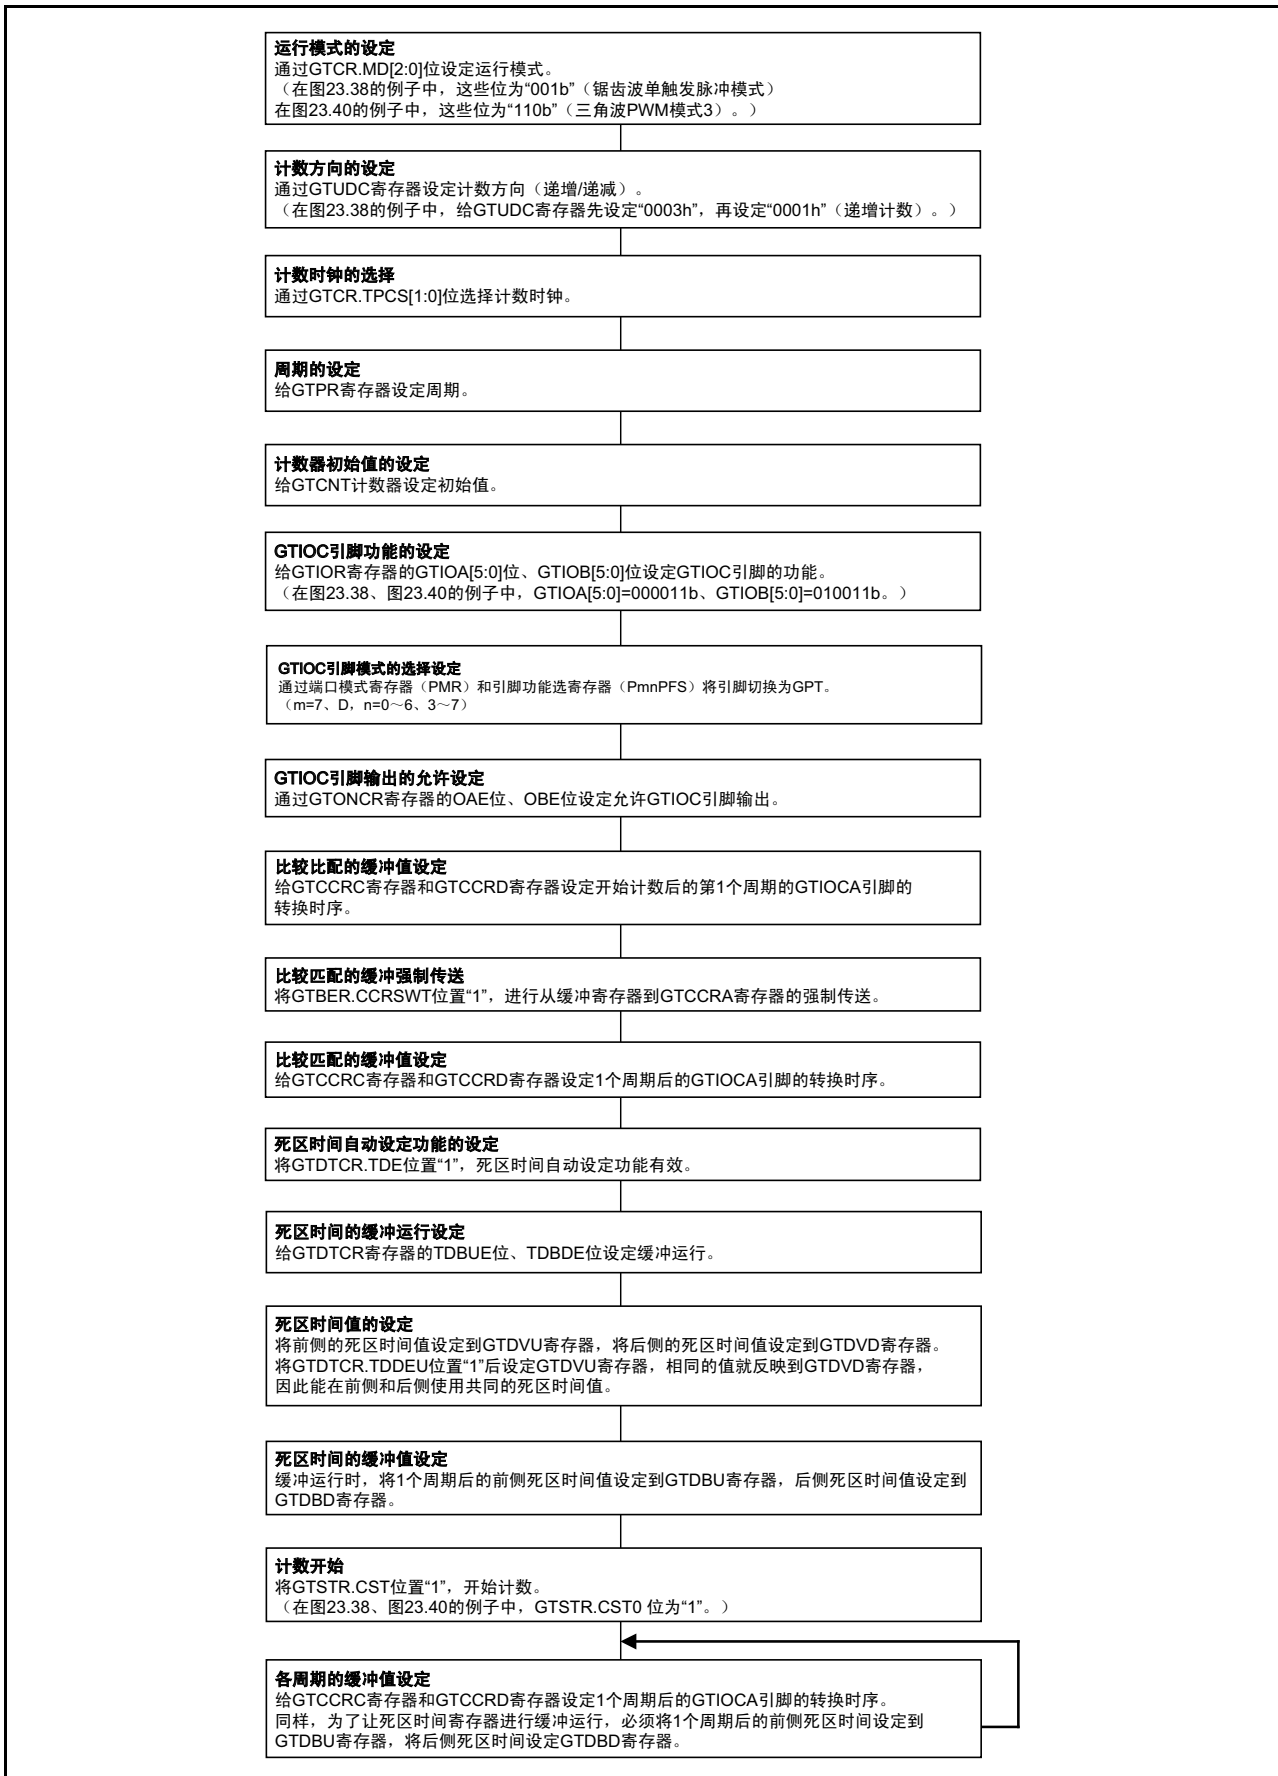 运行模式的设定
通过GTCR.MD[2:0]位设定运行模式。
（在图23.38的例子中，这些位为“001b”（锯齿波单触发脉冲模式）
在图23.40的例子中，这些位为“110b”（三角波PWM模式3）。）
计数方向的设定
通过GTUDC寄存器设定计数方向（递增/递减）。
（在图23.38的例子中，给GTUDC寄存器先设定“0003h”，再设定“0001h”（递增计数）。）
计数时钟的选择
通过GTCR.TPCS[1:0]位选择计数时钟。
周期的设定
给GTPR寄存器设定周期。
计数器初始值的设定
给GTCNT计数器设定初始值。
GTIOC引脚功能的设定
给GTIOR寄存器的GTIOA[5:0]位、GTIOB[5:0]位设定GTIOC引脚的功能。
（在图23.38、图23.40的例子中，GTIOA[5:0]=000011b、GTIOB[5:0]=010011b。）
GTIOC引脚模式的选择设定
通过端口模式寄存器（PMR）和引脚功能选寄存器（PmnPFS）将引脚切换为GPT。
（m=7、D，n=0～6、3～7）
GTIOC引脚输出的允许设定
通过GTONCR寄存器的OAE位、OBE位设定允许GTIOC引脚输出。
比较比配的缓冲值设定
给GTCCRC寄存器和GTCCRD寄存器设定开始计数后的第1个周期的GTIOCA引脚的
转换时序。
比较匹配的缓冲强制传送
将GTBER.CCRSWT位置“1”，进行从缓冲寄存器到GTCCRA寄存器的强制传送。
比较匹配的缓冲值设定
给GTCCRC寄存器和GTCCRD寄存器设定1个周期后的GTIOCA引脚的转换时序。
死区时间自动设定功能的设定
将GTDTCR.TDE位置“1”，死区时间自动设定功能有效。
死区时间的缓冲运行设定
给GTDTCR寄存器的TDBUE位、TDBDE位设定缓冲运行。
死区时间值的设定
将前侧的死区时间值设定到GTDVU寄存器，将后侧的死区时间值设定到GTDVD寄存器。
将GTDTCR.TDDEU位置“1”后设定GTDVU寄存器，相同的值就反映到GTDVD寄存器，
因此能在前侧和后侧使用共同的死区时间值。
死区时间的缓冲值设定
缓冲运行时，将1个周期后的前侧死区时间值设定到GTDBU寄存器，后侧死区时间值设定到
GTDBD寄存器。
计数开始
将GTSTR.CST位置“1”，开始计数。
（在图23.38、图23.40的例子中，GTSTR.CST0 位为“1”。）
各周期的缓冲值设定
给GTCCRC寄存器和GTCCRD寄存器设定1个周期后的GTIOCA引脚的转换时序。
同样，为了让死区时间寄存器进行缓冲运行，必须将1个周期后的前侧死区时间设定到
GTDBU寄存器，将后侧死区时间设定GTDBD寄存器。